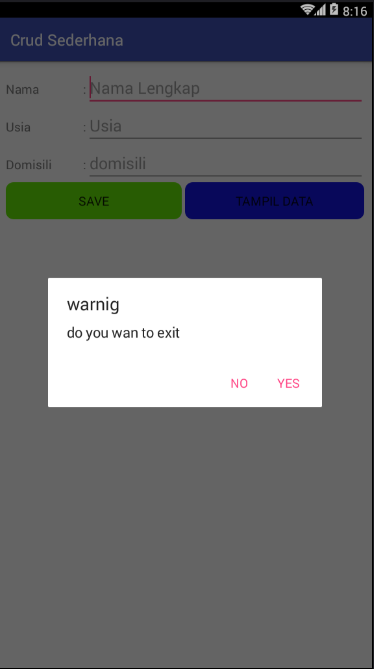 8:16
Crud Sederhana
Nama : Nama Lengkap
Usia : Usia
Domisili : domisili
SAVE TAMPIL DATA
warnig
do you wan to exit
NO YES